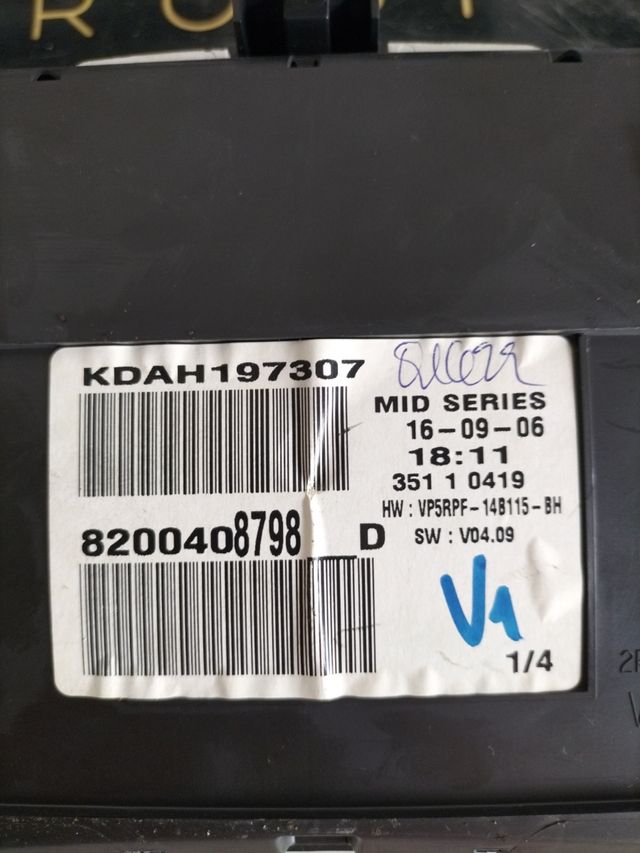 KDAH197307
MID SERIES
16-09-06
18:11
351 1 0419
HW : VP5RPF-14B115-BH
8200408798__D
SW : V04.09
V1
1/4